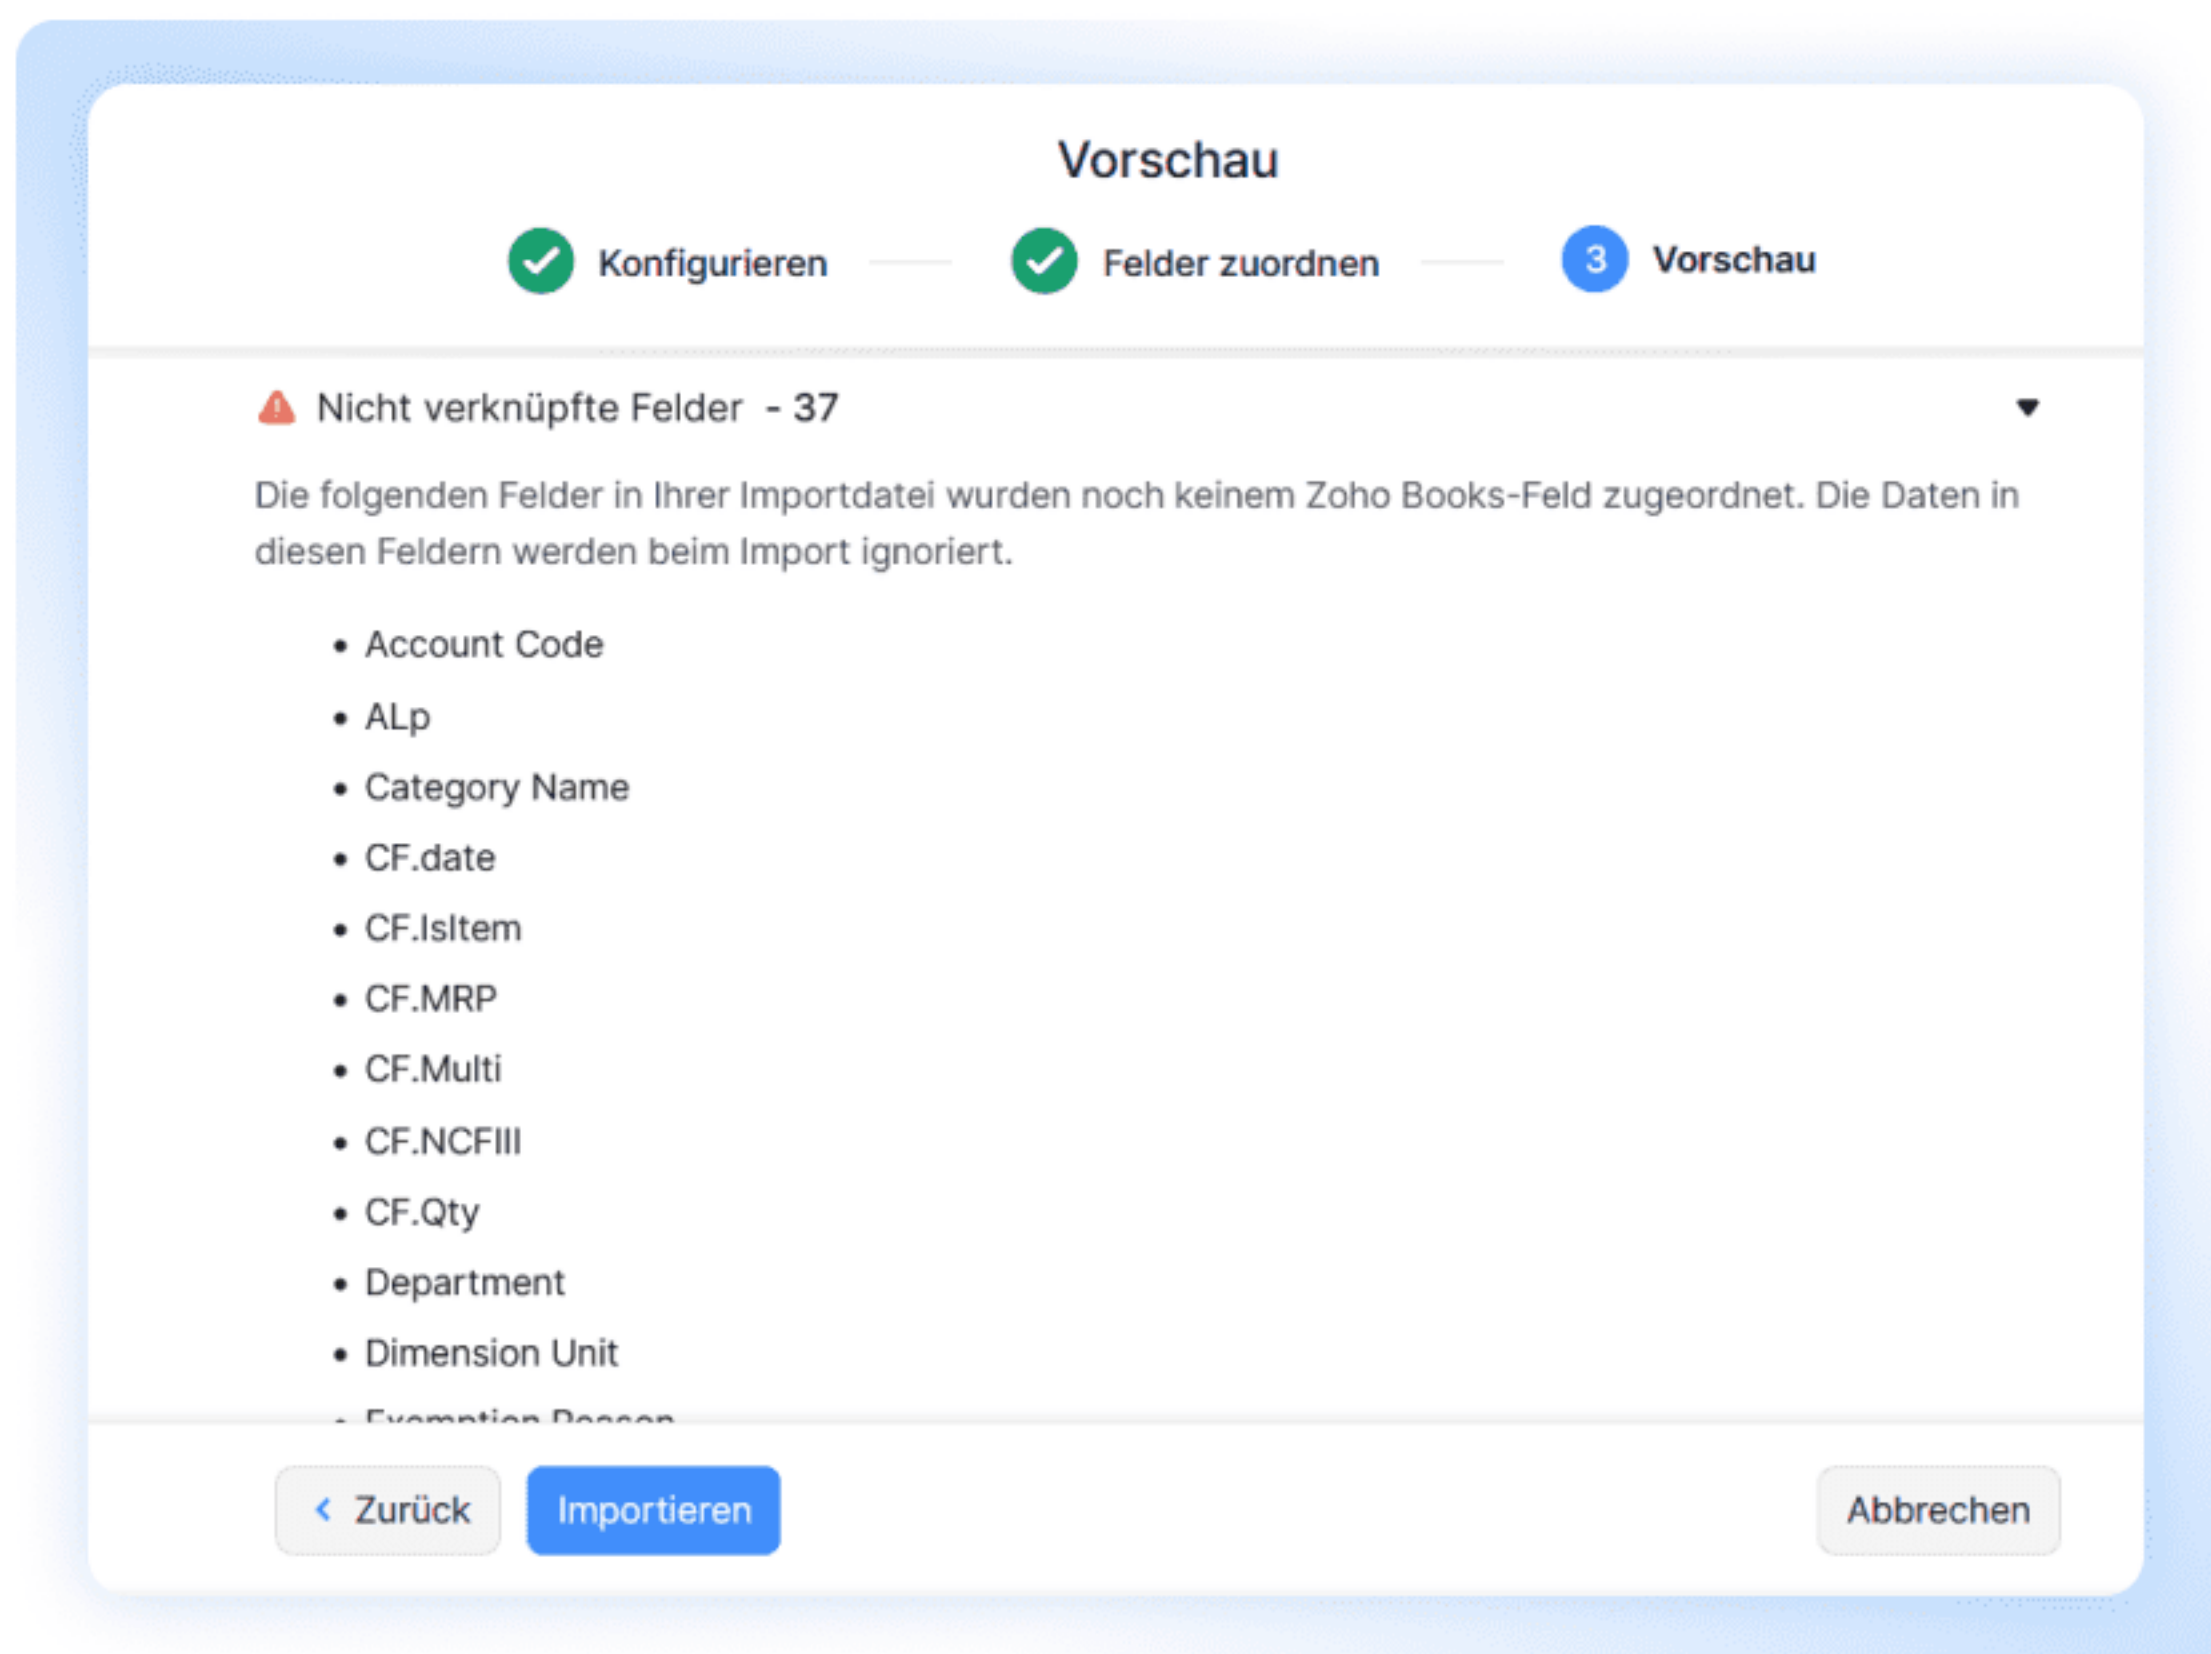 Vorschau
Konfigurieren
Felder zuordnen
3 Vorschau
Nicht verknüpfte Felder - 37
Die folgenden Felder in Ihrer Importdatei wurden noch keinem Zoho Books-Feld zugeordnet. Die Daten in
diesen Feldern werden beim Import ignoriert.
• Account Code
• ALp
• Category Name
• CF.date
• CF.IsItem
• CF.MRP
• CF.Multi
• CF.NCFIII
• CF.Qty
• Department
• Dimension Unit
• Exemption Reason
Zurück
Importieren
Abbrechen